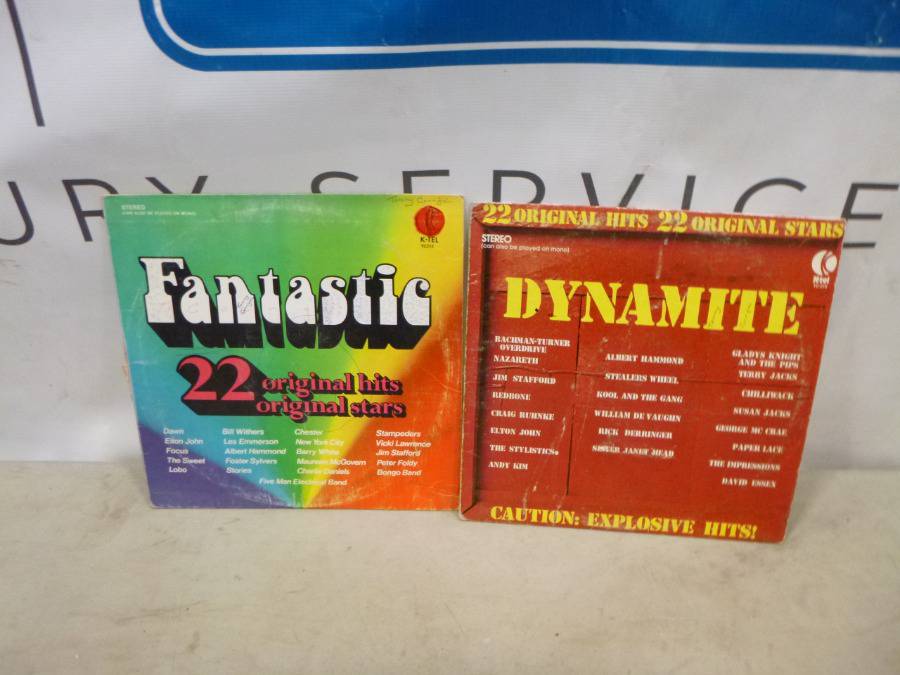 URY SERVICE
STEREO
K-TEL
Fantastic
22 original hits
original stars
Dawn
Elton John
Focus
The Sweet
Lobo
Bill Withers
Les Emmerson
Albert Hammond
Foster Sylvers
Stories
Chester
New York City
Barry White
Maureen McGovern
Charlie Daniels
Stampeders
Vicki Lawrence
Jim Stafford
Peter Foldy
Bongo Band
Five Man Electrical Band
22 ORIGINAL HITS 22 ORIGINAL STARS
STEREO
(can also be played on mono)
K-tel
DYNAMITE
BACHMAN-TURNER
OVERDRIVE
NAZARETH
JIM STAFFORD
REDBONE
CRAIG RUHNKE
ELTON JOHN
THE STYLISTICS
ANDY KIM
ALBERT HAMMOND
STEALERS WHEEL
KOOL AND THE GANG
WILLIAM DE VAUGHN
RICK DERRINGER
SISTER JANET MEAD
GLADYS KNIGHT
AND THE PIPS
TERRY JACKS
CHILLIWACK
SUSAN JACKS
GEORGE MC CRAE
PAPER LACE
THE IMPRESSIONS
DAVID ESSEX
CAUTION: EXPLOSIVE HITS!